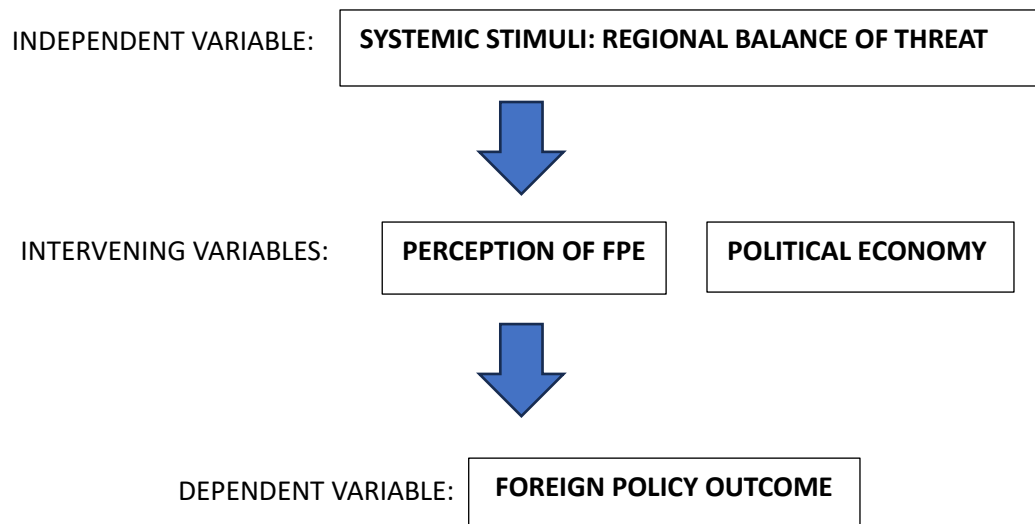 INDEPENDENT VARIABLE: SYSTEMIC STIMULI: REGIONAL BALANCE OF THREAT
INTERVENING VARIABLES: PERCEPTION OF FPE POLITICAL ECONOMY
DEPENDENT VARIABLE: FOREIGN POLICY OUTCOME